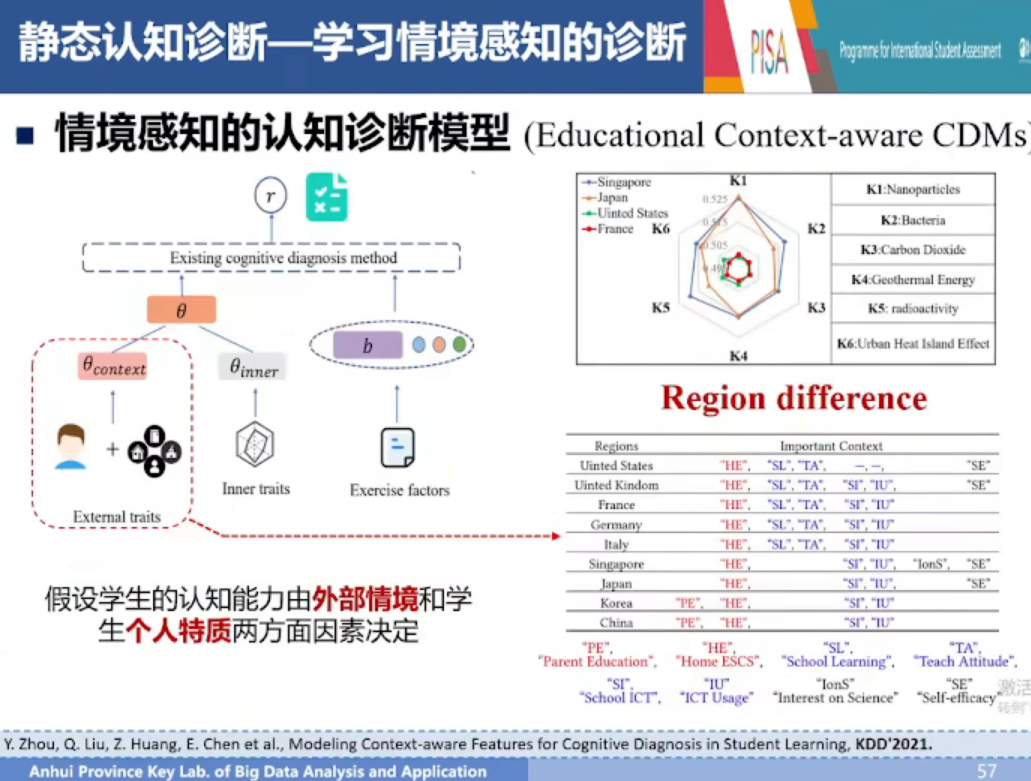 静态认知诊断—学习情境感知的诊断
PISA
Programme for International Student Assessment
■ 情境感知的认知诊断模型 (Educational Context-aware CDMs)
r
Existing cognitive diagnosis method
θ
θcontext
θinner
b
+
Inner traits
Exercise factors
External traits
假设学生的认知能力由外部情境和学
生个人特质两方面因素决定
Singapore
Japan
Uinted States
France
K1
K2
K3
K4
K5
K6
0.525
0.515
0.505
K1:Nanoparticles
K2:Bacteria
K3:Carbon Dioxide
K4:Geothermal Energy
K5: radioactivity
K6:Urban Heat Island Effect
Region difference
Regions Important Context
Uinted States "HE", "SL", "TA", –, –, "SE"
Uinted Kindom "HE", "SL", "TA", "SI", "IU", "SE"
France "HE", "SL", "TA", "SI", "IU"
Germany "HE", "SL", "TA", "SI", "IU"
Italy "HE", "SL", "TA", "SI", "IU"
Singapore "HE", "SI", "IU", "IonS", "SE"
Japan "HE", "SI", "IU", "SE"
Korea "PE", "HE", "SI", "IU"
China "PE", "HE", "SI", "IU"
"PE", "HE", "SL", "TA",
"Parent Education", "Home ESCS", "School Learning", "Teach Attitude",
"SI", "IU" "IonS" "SE"
"School ICT", "ICT Usage" "Interest on Science" "Self-efficacy"
激活
转到"
Y. Zhou, Q. Liu, Z. Huang, E. Chen et al., Modeling Context-aware Features for Cognitive Diagnosis in Student Learning, KDD'2021.
Anhui Province Key Lab. of Big Data Analysis and Application
57